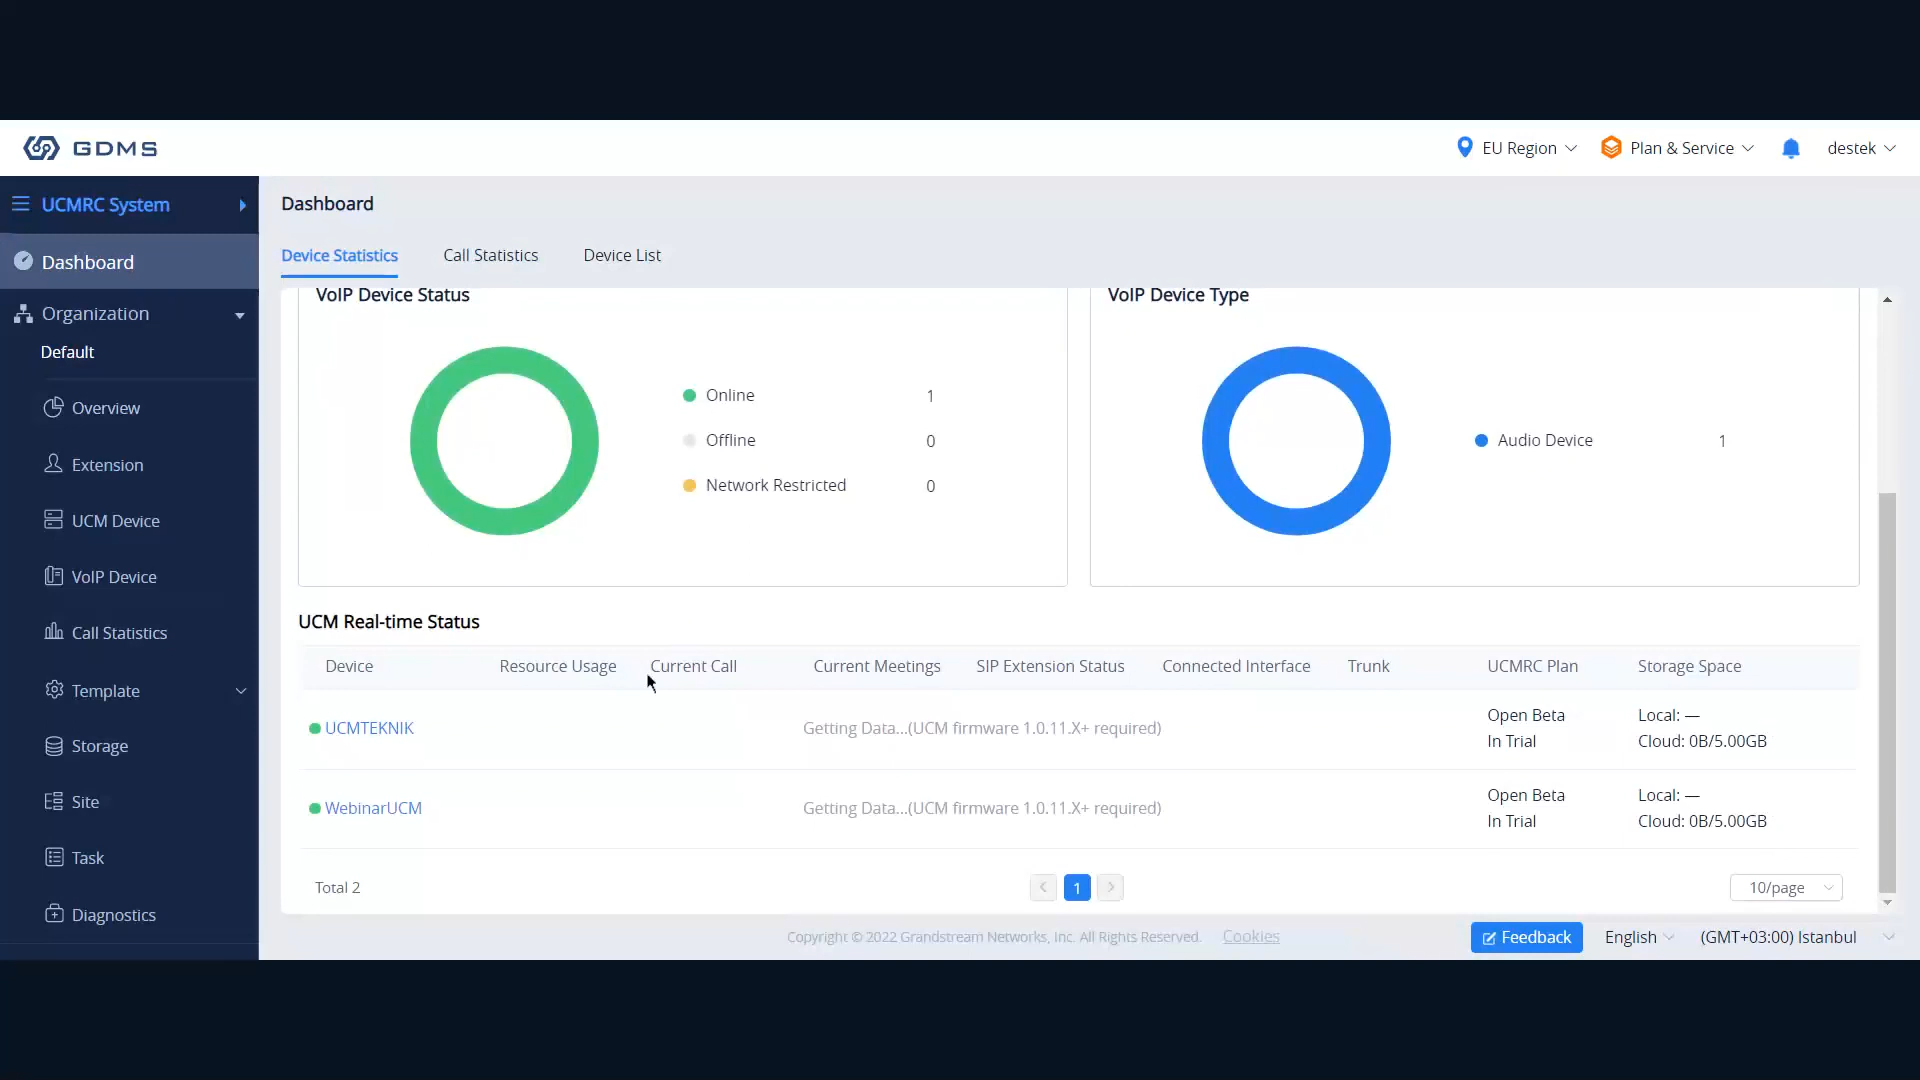 GDMS
EU Region
Plan & Service
destek
UCMRC System
Dashboard
Organization
Default
Overview
Extension
UCM Device
VoIP Device
Call Statistics
Template
Storage
Site
Task
Diagnostics
Dashboard
Device Statistics Call Statistics Device List
VoIP Device Status
Online 1
Offline 0
Network Restricted 0
VoIP Device Type
Audio Device 1
UCM Real-time Status
Device Resource Usage Current Call Current Meetings SIP Extension Status Connected Interface Trunk UCMRC Plan Storage Space
UCMTEKNIK Getting Data...(UCM firmware 1.0.11.X+ required) Open Beta Local: —
In Trial Cloud: 0B/5.00GB
WebinarUCM Getting Data...(UCM firmware 1.0.11.X+ required) Open Beta Local: —
In Trial Cloud: 0B/5.00GB
Total 2 1 10/page
Copyright © 2022 Grandstream Networks, Inc. All Rights Reserved. Cookies Feedback English (GMT+03:00) Istanbul